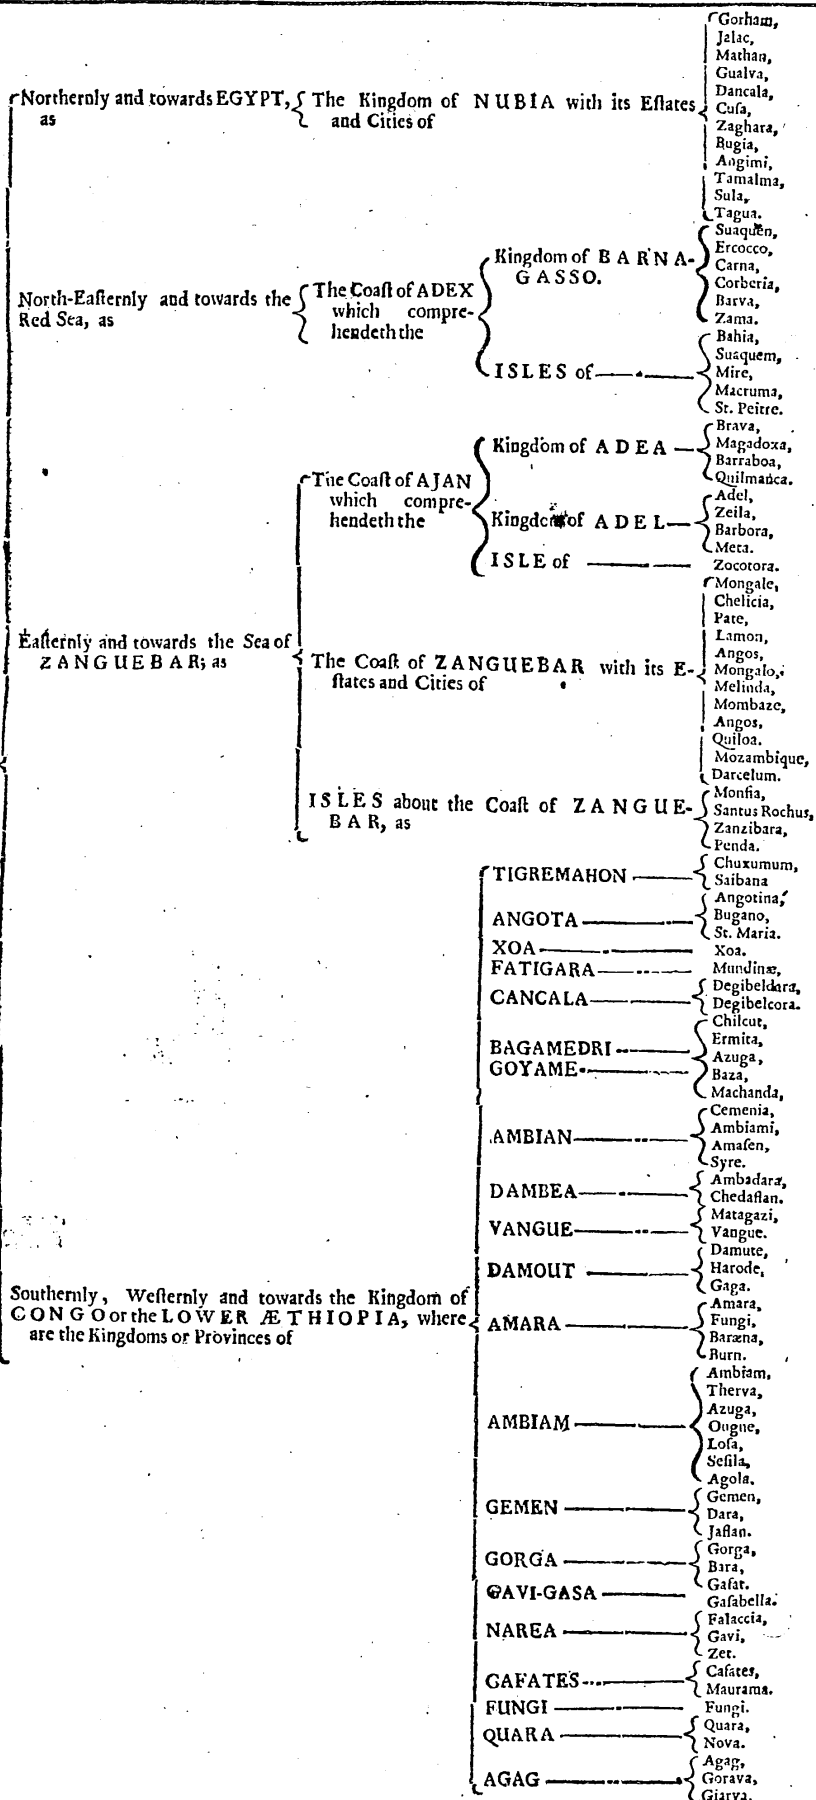 Northernly and towards EGYPT,
as
The Kingdom of NUBIA with its Eſtates
and Cities of
Gorham,
Jalac,
Mathan,
Gualva,
Dancala,
Cuſa,
Zaghara,
Bugia,
Angimi,
Tamalma,
Sula,
Tagua.
North-Eaſternly and towards the
Red Sea, as
The Coaſt of ADEX
which compre-
hendeth the
Kingdom of BARNA-
GASSO.
Suaquen,
Ercocco,
Carna,
Corberia,
Barva,
Zama.
ISLES of
Bahia,
Suaquem,
Mire,
Macruma,
St. Peitre.
Eaſternly and towards the Sea of
ZANGUEBAR; as
The Coaſt of AJAN
which compre-
hendeth the
Kingdom of ADEA
Brava,
Magadoxa,
Barraboa,
Quilmanca.
Kingdom of ADEL
Adel,
Zeila,
Barbora,
Meta.
ISLE of
Zocotora.
The Coaſt of ZANGUEBAR with its E-
ſtates and Cities of
Mongale,
Chelicia,
Pate,
Lamon,
Angos,
Mongalo,
Melinda,
Mombaze,
Angos,
Quiloa.
Mozambique,
Darcelum.
ISLES about the Coaſt of ZANGUE-
BAR, as
Monfia,
Santus Rochus,
Zanzibara,
Penda.
Southernly, Weſternly and towards the Kingdom of
CONGO or the LOWER ÆTHIOPIA, where
are the Kingdoms or Provinces of
TIGREMAHON
Chuxumum,
Saibana
ANGOTA
Angotina,
Bugano,
St. Maria.
XOA
Xoa.
FATIGARA
Mundinæ,
CANCALA
Degibeldara,
Degibelcora.
BAGAMEDRI
GOYAME
Chilcut,
Ermita,
Azuga,
Baza,
Machanda,
AMBIAN
Cemenia,
Ambiami,
Amaſen,
Syre.
DAMBEA
Ambadara,
Chedaflan.
VANGUE
Matagazi,
Vangue.
DAMOUT
Damute,
Harode,
Gaga.
AMARA
Amara,
Fungi,
Baræna,
Burn.
AMBIAM
Ambiam,
Therva,
Azuga,
Ougne,
Loſa,
Seſila,
Agola.
GEMEN
Gemen,
Dara,
Jaflan.
GORGA
Gorga,
Bara,
Gafat.
GAVI-GASA
Gaſabella.
NAREA
Falaccia,
Gavi,
Zet.
GAFATES
Cafates,
Maurama.
FUNGI
Fungi.
QUARA
Quara,
Nova.
AGAG
Agag,
Gorava,
Giarva.